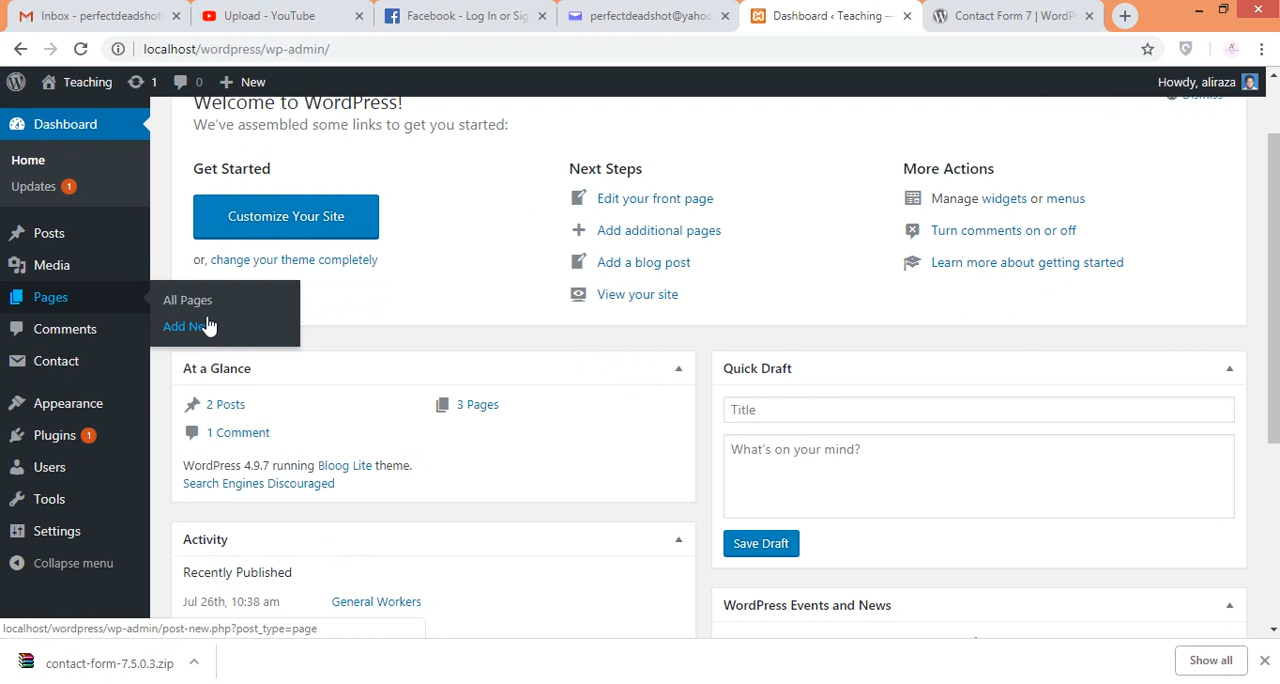 Inbox - perfectdeadshot
Upload - YouTube
Facebook - Log In or Sig
perfectdeadshot@yahoo
Dashboard ‹ Teaching —
Contact Form 7 | WordP
localhost/wordpress/wp-admin/
Teaching
1
0
New
Howdy, aliraza
Welcome to WordPress!
Dismiss
We've assembled some links to get you started:
Dashboard
Home
Updates 1
Posts
Media
Pages
Comments
Contact
Appearance
Plugins 1
Users
Tools
Settings
Collapse menu
All Pages
Add New
Get Started
Customize Your Site
or, change your theme completely
Next Steps
Edit your front page
Add additional pages
Add a blog post
View your site
More Actions
Manage widgets or menus
Turn comments on or off
Learn more about getting started
At a Glance
2 Posts
3 Pages
1 Comment
WordPress 4.9.7 running Bloog Lite theme.
Search Engines Discouraged
Activity
Recently Published
Jul 26th, 10:38 am
General Workers
Quick Draft
Title
What's on your mind?
Save Draft
WordPress Events and News
localhost/wordpress/wp-admin/post-new.php?post_type=page
contact-form-7.5.0.3.zip
Show all